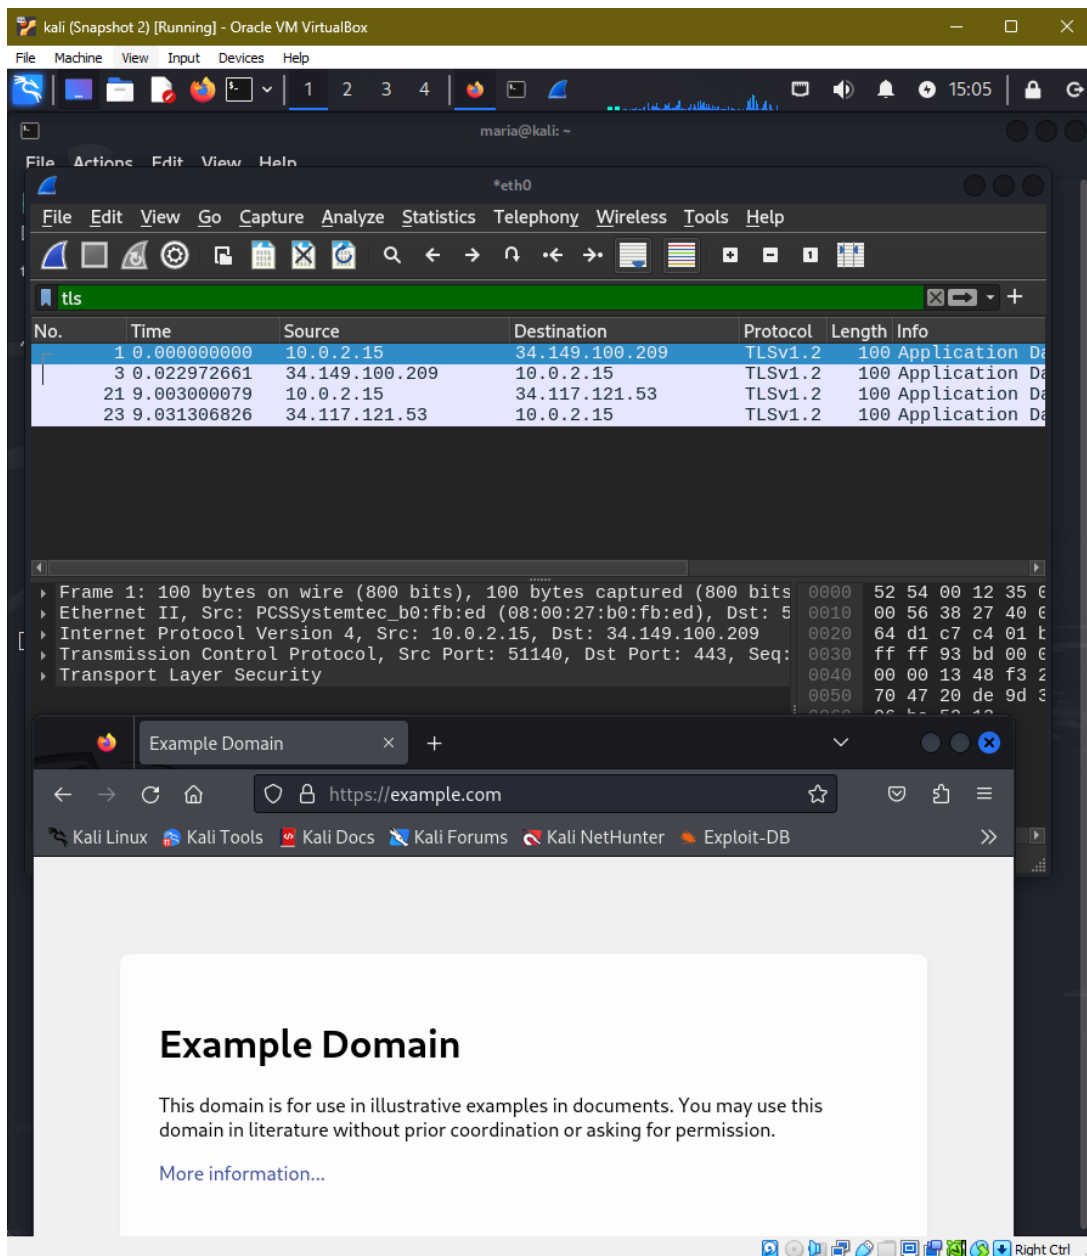 kali (Snapshot 2) [Running] - Oracle VM VirtualBox
File Machine View Input Devices Help
1 2 3 4 15:05
maria@kali: ~
File Actions Edit View Help
*eth0
File Edit View Go Capture Analyze Statistics Telephony Wireless Tools Help
tls
No. Time Source Destination Protocol Length Info
1 0.000000000 10.0.2.15 34.149.100.209 TLSv1.2 100 Application Da
3 0.022972661 34.149.100.209 10.0.2.15 TLSv1.2 100 Application Da
21 9.003000079 10.0.2.15 34.117.121.53 TLSv1.2 100 Application Da
23 9.031306826 34.117.121.53 10.0.2.15 TLSv1.2 100 Application Da
Frame 1: 100 bytes on wire (800 bits), 100 bytes captured (800 bits 0000 52 54 00 12 35
Ethernet II, Src: PCSSystemtec_b0:fb:ed (08:00:27:b0:fb:ed), Dst: 5 0010 00 56 38 27 40
Internet Protocol Version 4, Src: 10.0.2.15, Dst: 34.149.100.209 0020 64 d1 c7 c4 01
Transmission Control Protocol, Src Port: 51140, Dst Port: 443, Seq: 0030 ff ff 93 bd 00
Transport Layer Security 0040 00 00 13 48 f3
0050 70 47 20 de 9d
Example Domain
https://example.com
Kali Linux Kali Tools Kali Docs Kali Forums Kali NetHunter Exploit-DB
Example Domain
This domain is for use in illustrative examples in documents. You may use this
domain in literature without prior coordination or asking for permission.
More information...
Right Ctrl